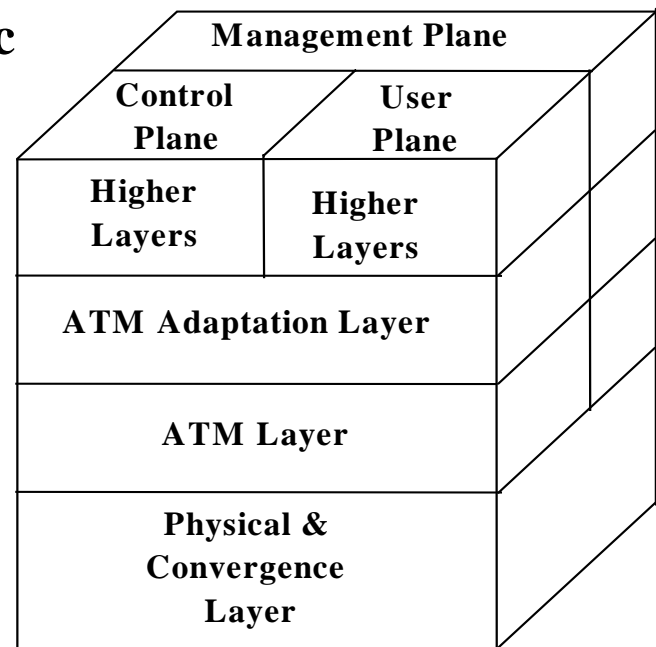 c
Management Plane
Control
Plane
User
Plane
Higher
Layers
Higher
Layers
ATM Adaptation Layer
ATM Layer
Physical &
Convergence
Layer